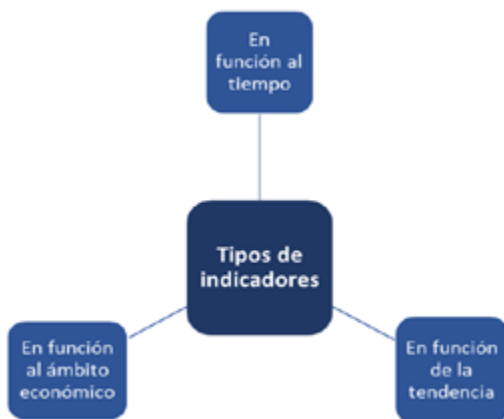 En
función al
tiempo
Tipos de
indicadores
En función
al ámbito
económico
En función
de la
tendencia